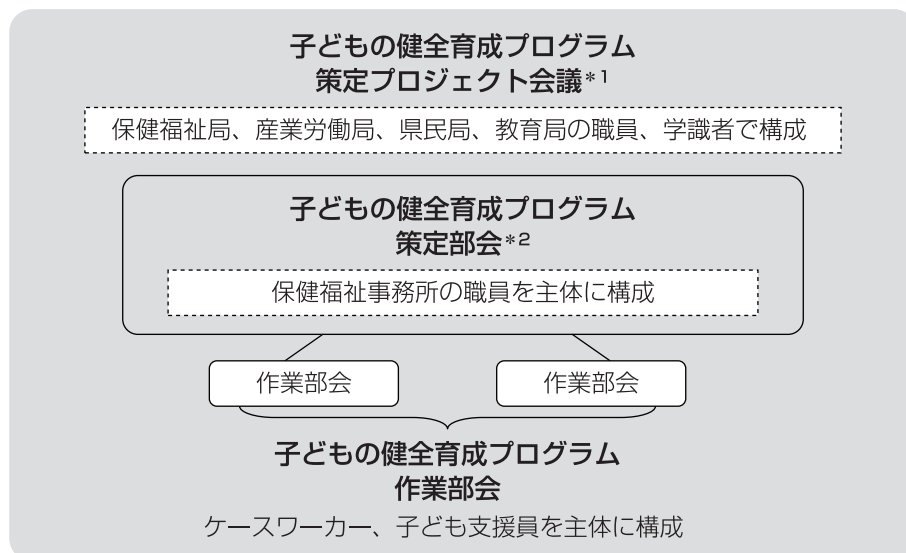 子どもの健全育成プログラム
策定プロジェクト会議*1
保健福祉局、産業労働局、県民局、教育局の職員、学識者で構成
子どもの健全育成プログラム
策定部会*2
保健福祉事務所の職員を主体に構成
作業部会
作業部会
子どもの健全育成プログラム
作業部会
ケースワーカー、子ども支援員を主体に構成